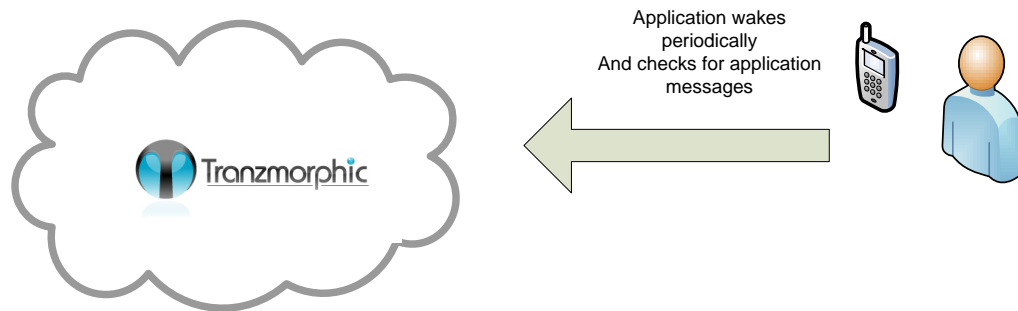 Application wakes
periodically
And checks for application
messages
Tranzmorphic